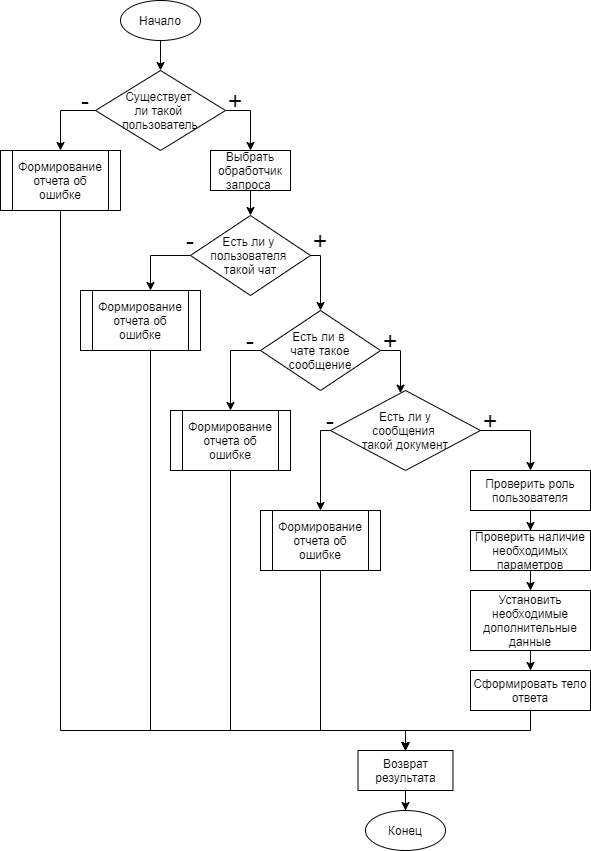 Начало
Существует
ли такой
пользователь
-
+
Формирование
отчета об
ошибке
Выбрать
обработчик
запроса
Есть ли у
пользователя
такой чат
-
+
Формирование
отчета об
ошибке
Есть ли в
чате такое
сообщение
-
+
Формирование
отчета об
ошибке
Есть ли у
сообщения
такой документ
-
+
Формирование
отчета об
ошибке
Проверить роль
пользователя
Проверить наличие
необходимых
параметров
Установить
необходимые
дополнительные
данные
Сформировать тело
ответа
Возврат
результата
Конец